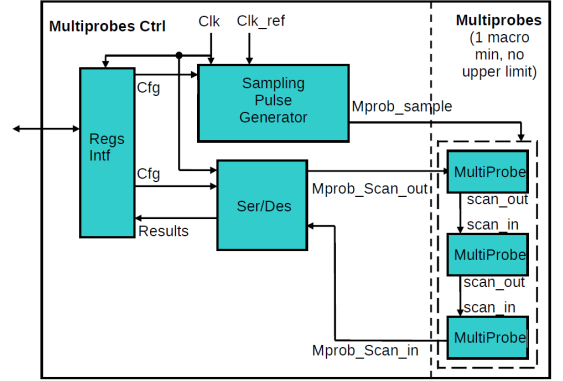 Multiprobes Ctrl
Clk
Clk_ref
Multiprobes
(1 macro
min, no
upper limit)
Cfg
Sampling
Pulse
Generator
Mprob_sample
Regs
Intf
Cfg
Results
Ser/Des
Mprob_Scan_out
MultiProbe
scan_out
scan_in
MultiProbe
scan_out
scan_in
MultiProbe
Mprob_Scan_in